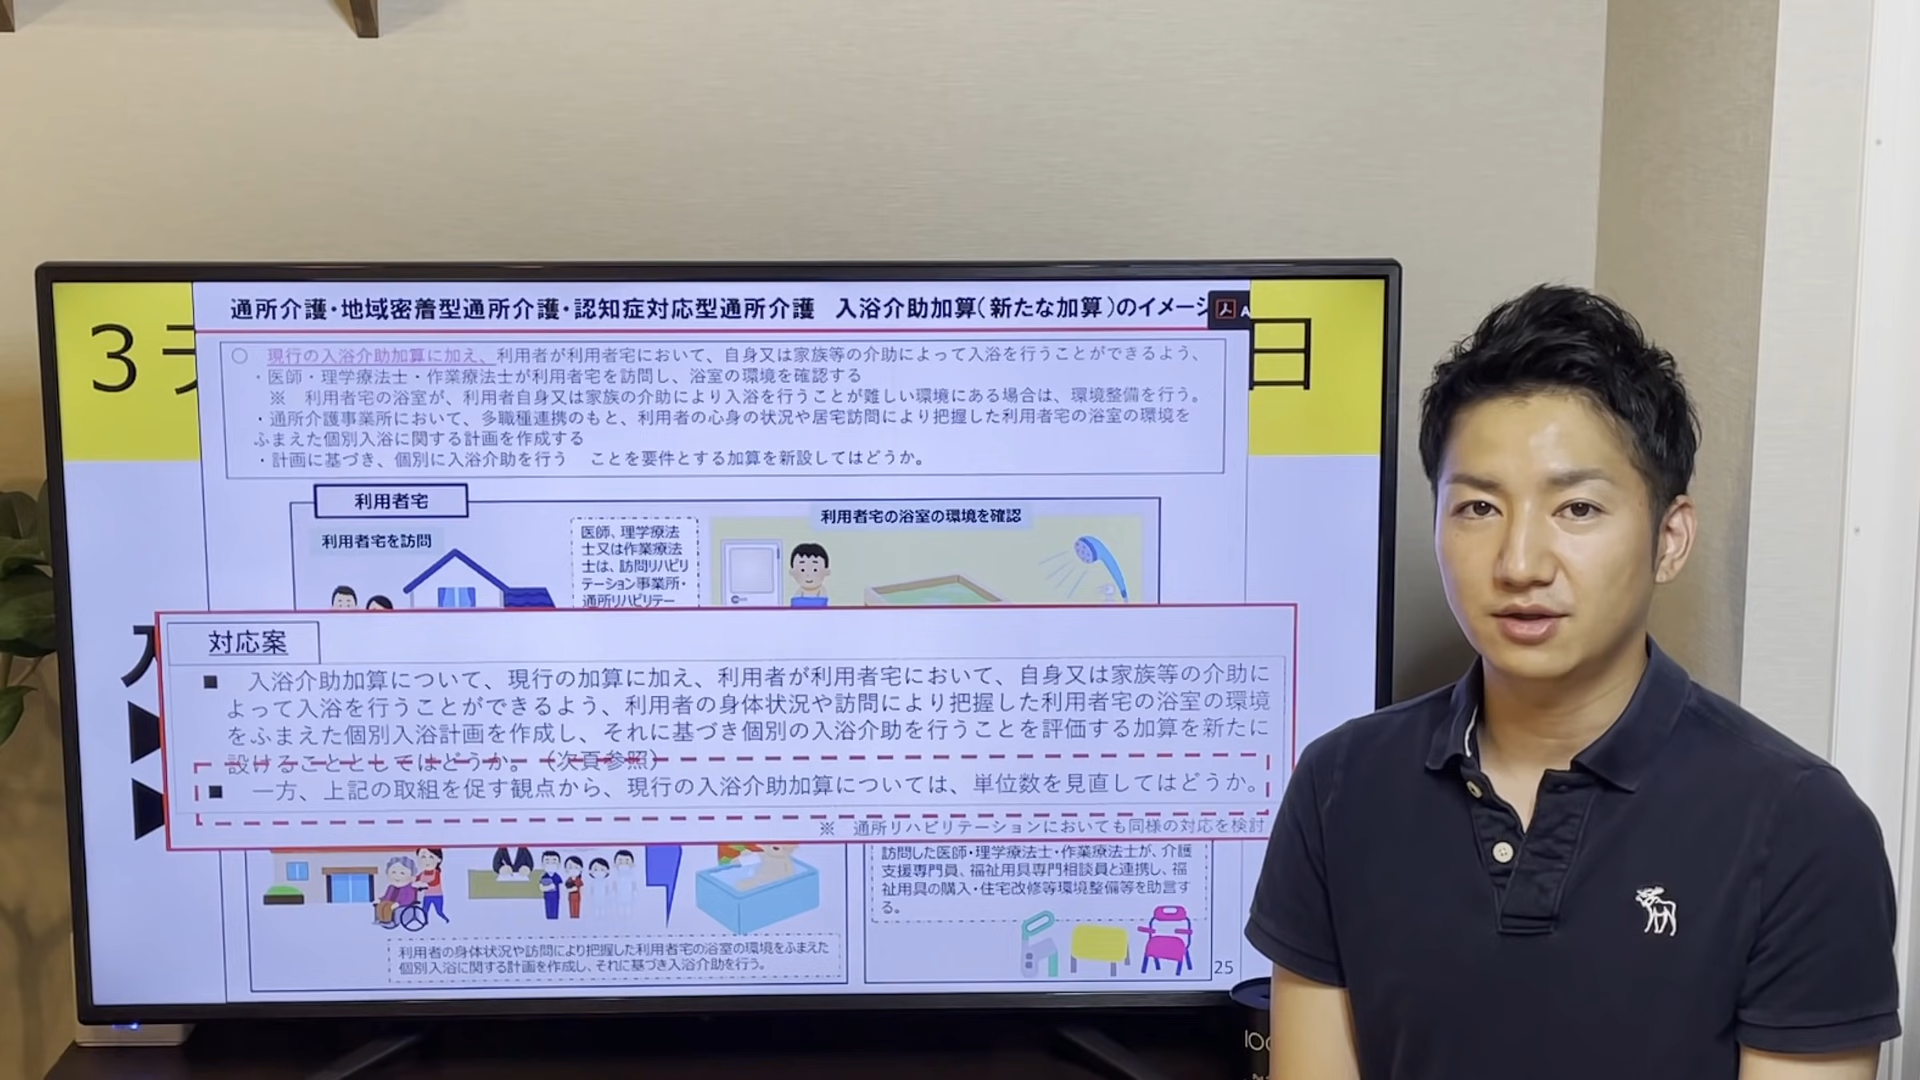 3
日
通所介護・地域密着型通所介護・認知症対応型通所介護 入浴介助加算(新たな加算)のイメージ
A
○ 現行の入浴介助加算に加え、利用者が利用者宅において、自身又は家族等の介助によって入浴を行うことができるよう、
・医師・理学療法士・作業療法士が利用者宅を訪問し、浴室の環境を確認する
※ 利用者宅の浴室が、利用者自身又は家族の介助により入浴を行うことが難しい環境にある場合は、環境整備を行う。
・通所介護事業所において、多職種連携のもと、利用者の心身の状況や居宅訪問により把握した利用者宅の浴室の環境を
ふまえた個別入浴に関する計画を作成する
・計画に基づき、個別に入浴介助を行う ことを要件とする加算を新設してはどうか。
利用者宅
利用者宅を訪問
医師、理学療法
士又は作業療法
士は、訪問リハビリ
テーション事業所・
通所リハビリテー
利用者宅の浴室の環境を確認
対応案
■ 入浴介助加算について、現行の加算に加え、利用者が利用者宅において、自身又は家族等の介助に
よって入浴を行うことができるよう、利用者の身体状況や訪問により把握した利用者宅の浴室の環境
をふまえた個別入浴計画を作成し、それに基づき個別の入浴介助を行うことを評価する加算を新たに
設けることとしてはどうか。(次頁参照)
■ 一方、上記の取組を促す観点から、現行の入浴介助加算については、単位数を見直してはどうか。
※ 通所リハビリテーションにおいても同様の対応を検討
訪問した医師・理学療法士・作業療法士が、介護
支援専門員、福祉用具専門相談員と連携し、福
祉用具の購入・住宅改修等環境整備等を助言す
る。
利用者の身体状況や訪問により把握した利用者宅の浴室の環境をふまえた
個別入浴に関する計画を作成し、それに基づき入浴介助を行う。
25